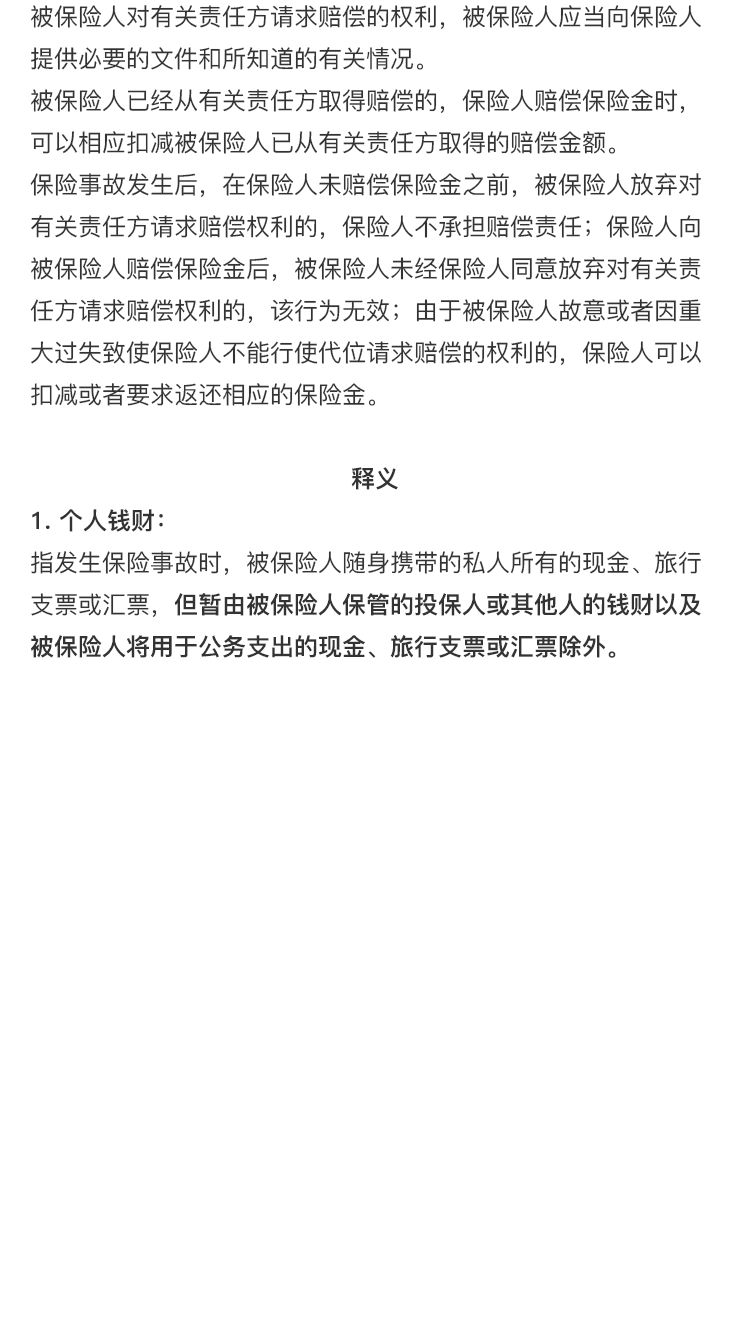 被保险人对有关责任方请求赔偿的权利，被保险人应当向保险人
提供必要的文件和所知道的有关情况。
被保险人已经从有关责任方取得赔偿的，保险人赔偿保险金时，
可以相应扣减被保险人已从有关责任方取得的赔偿金额。
保险事故发生后，在保险人未赔偿保险金之前，被保险人放弃对
有关责任方请求赔偿权利的，保险人不承担赔偿责任；保险人向
被保险人赔偿保险金后，被保险人未经保险人同意放弃对有关责
任方请求赔偿权利的，该行为无效；由于被保险人故意或者因重
大过失致使保险人不能行使代位请求赔偿的权利的，保险人可以
扣减或者要求返还相应的保险金。
释义
1. 个人钱财：
指发生保险事故时，被保险人随身携带的私人所有的现金、旅行
支票或汇票，但暂由被保险人保管的投保人或其他人的钱财以及
被保险人将用于公务支出的现金、旅行支票或汇票除外。